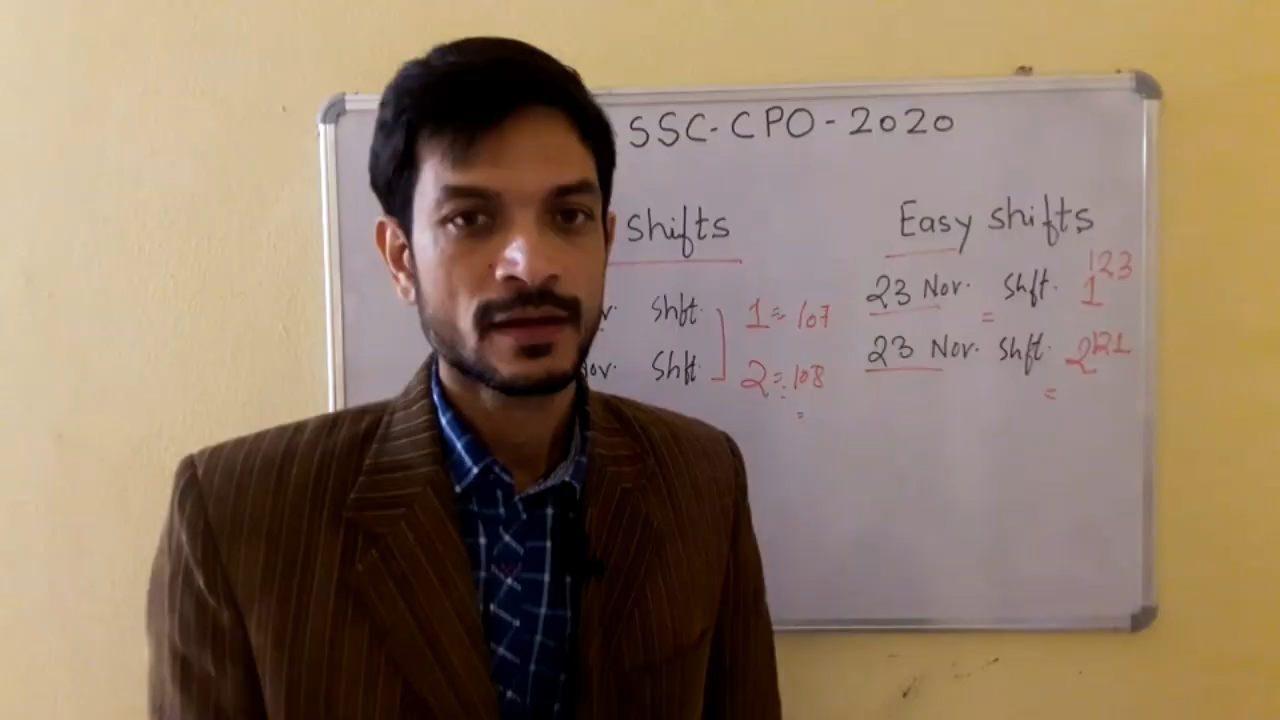 SSC-CPO-2020
shifts
Easy shifts
shft. 1 = 107
shft 2 = 108
23 Nov. shft. 1 123
23 Nov. shft. 2 121